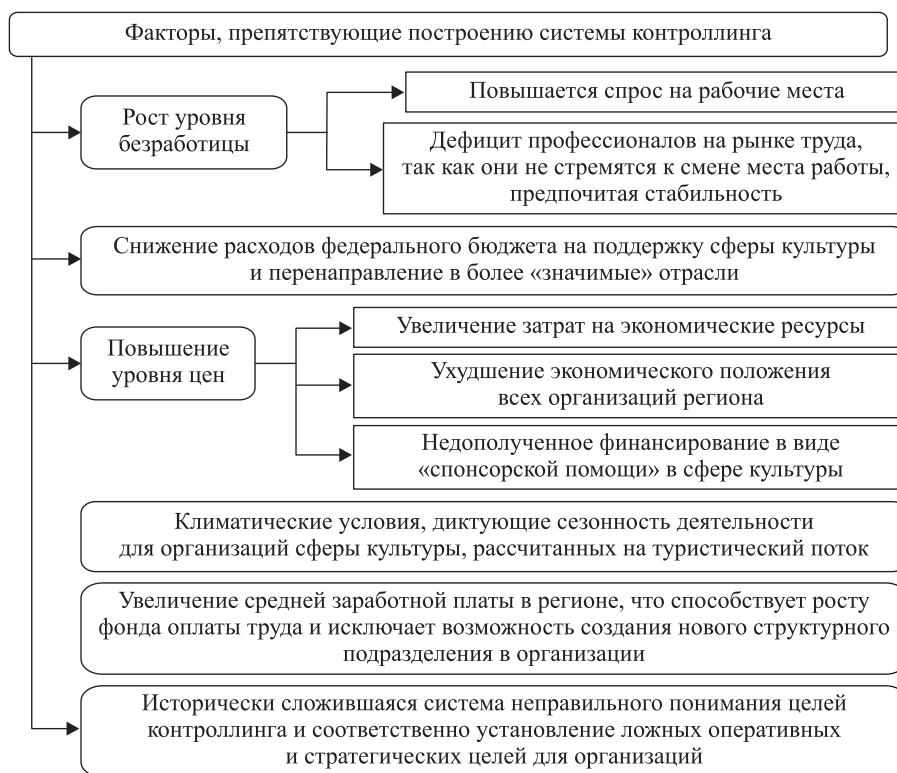 Факторы, препятствующие построению системы контроллинга
Рост уровня
безработицы
Повышается спрос на рабочие места
Дефицит профессионалов на рынке труда,
так как они не стремятся к смене места работы,
предпочитая стабильность
Снижение расходов федерального бюджета на поддержку сферы культуры
и перенаправление в более «значимые» отрасли
Повышение
уровня цен
Увеличение затрат на экономические ресурсы
Ухудшение экономического положения
всех организаций региона
Недополученное финансирование в виде
«спонсорской помощи» в сфере культуры
Климатические условия, диктующие сезонность деятельности
для организаций сферы культуры, рассчитанных на туристический поток
Увеличение средней заработной платы в регионе, что способствует росту
фонда оплаты труда и исключает возможность создания нового структурного
подразделения в организации
Исторически сложившаяся система неправильного понимания целей
контроллинга и соответственно установление ложных оперативных
и стратегических целей для организаций